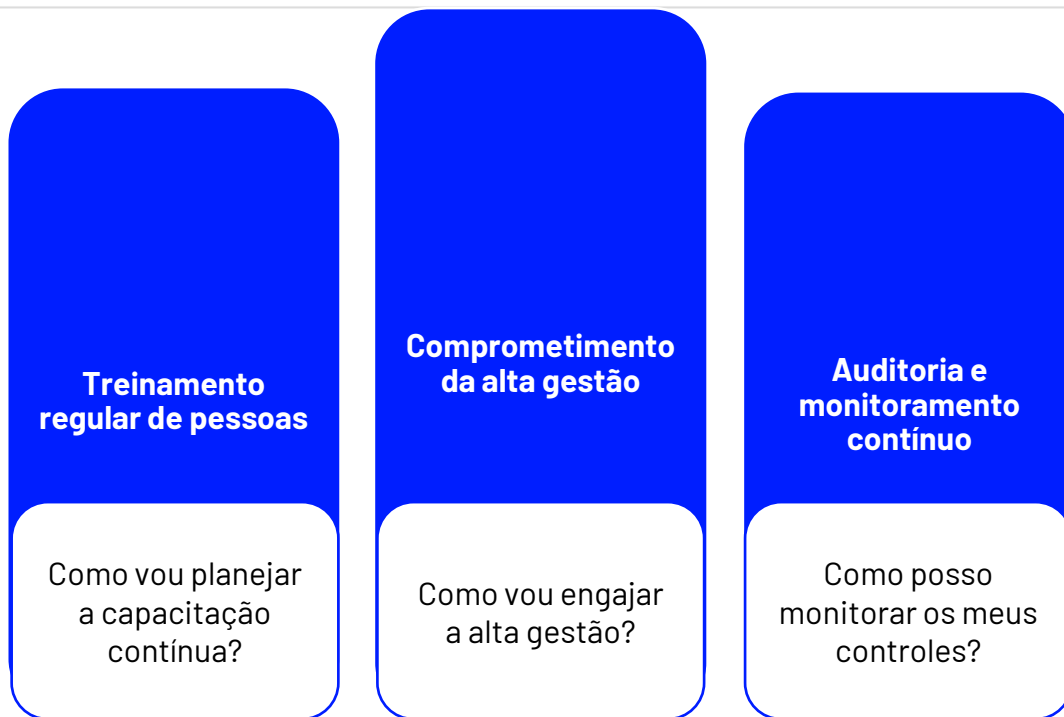 Treinamento
regular de pessoas
Como vou planejar
a capacitação
contínua?
Comprometimento
da alta gestão
Como vou engajar
a alta gestão?
Auditoria e
monitoramento
contínuo
Como posso
monitorar os meus
controles?